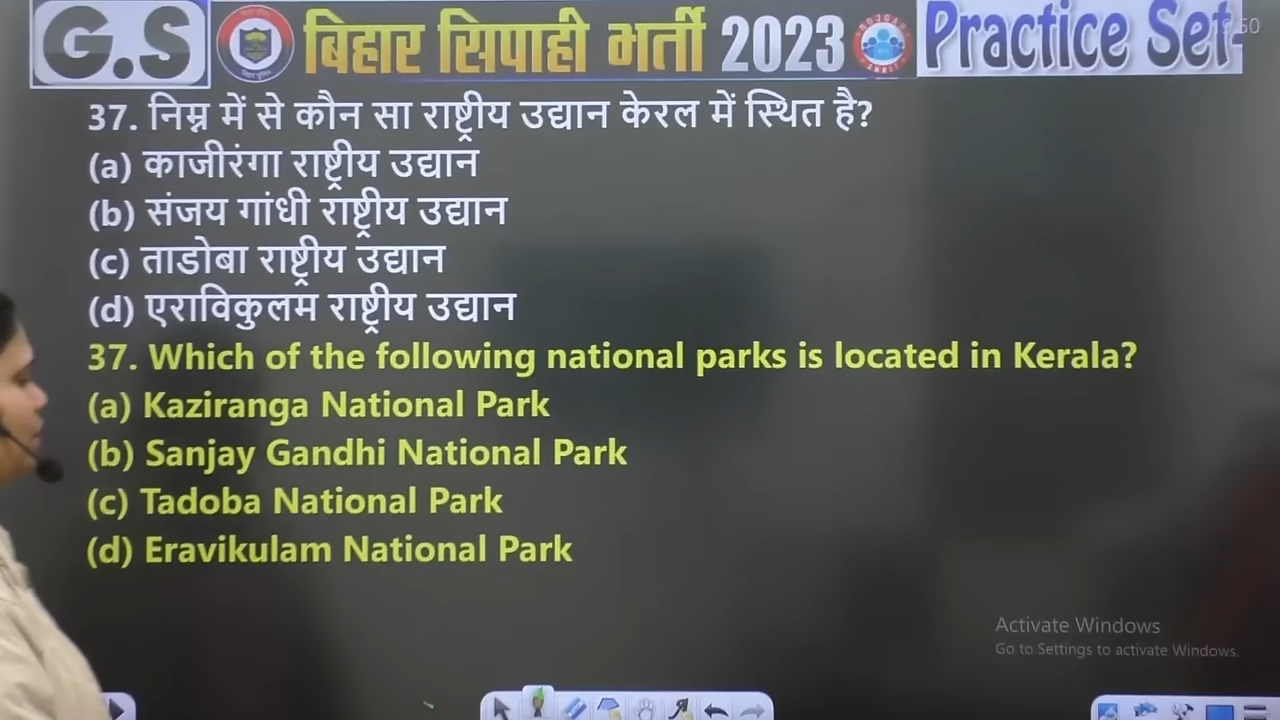 G.S बिहार सिपाही भर्ती 2023 Practice Set-
37. निम्न में से कौन सा राष्ट्रीय उद्यान केरल में स्थित है?
(a) काजीरंगा राष्ट्रीय उद्यान
(b) संजय गांधी राष्ट्रीय उद्यान
(c) ताडोबा राष्ट्रीय उद्यान
(d) एराविकुलम राष्ट्रीय उद्यान
37. Which of the following national parks is located in Kerala?
(a) Kaziranga National Park
(b) Sanjay Gandhi National Park
(c) Tadoba National Park
(d) Eravikulam National Park
Activate Windows
Go to Settings to activate Windows.